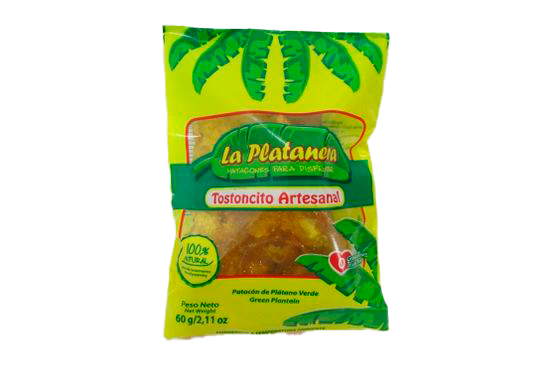 La Platanera
PATACONES PARA DISFRUTAR
Tostoncito Artesanal
100%
NATURAL
Patacón de Plátano Verde
Green Plantain
Peso Neto
Net Weight
60 g/2,11 oz